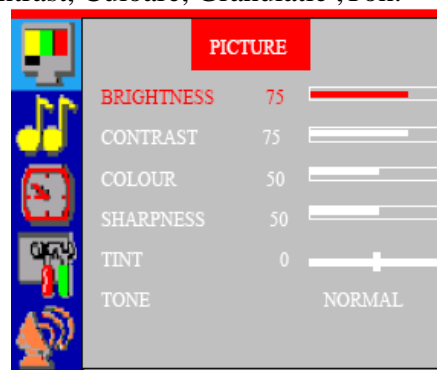 PICTURE
BRIGHTNESS 75
CONTRAST 75
COLOUR 50
SHARPNESS 50
TINT 0
TONE NORMAL